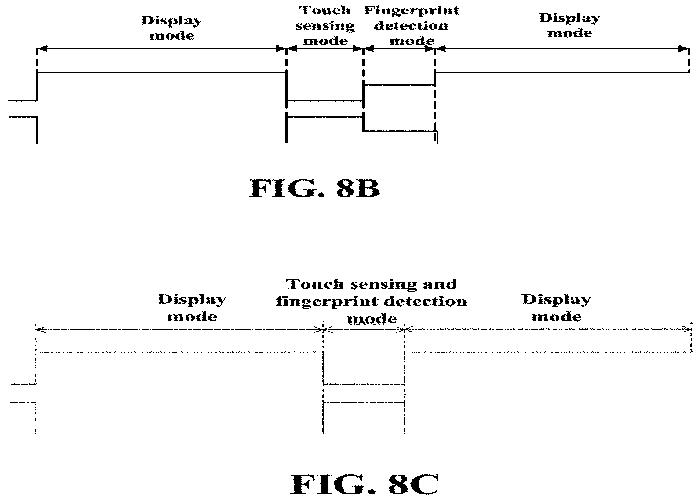 Display mode
Touch sensing mode
Fingerprint detection mode
Display mode
FIG. 8B
Display mode
Touch sensing and fingerprint detection mode
Display mode
FIG. 8C